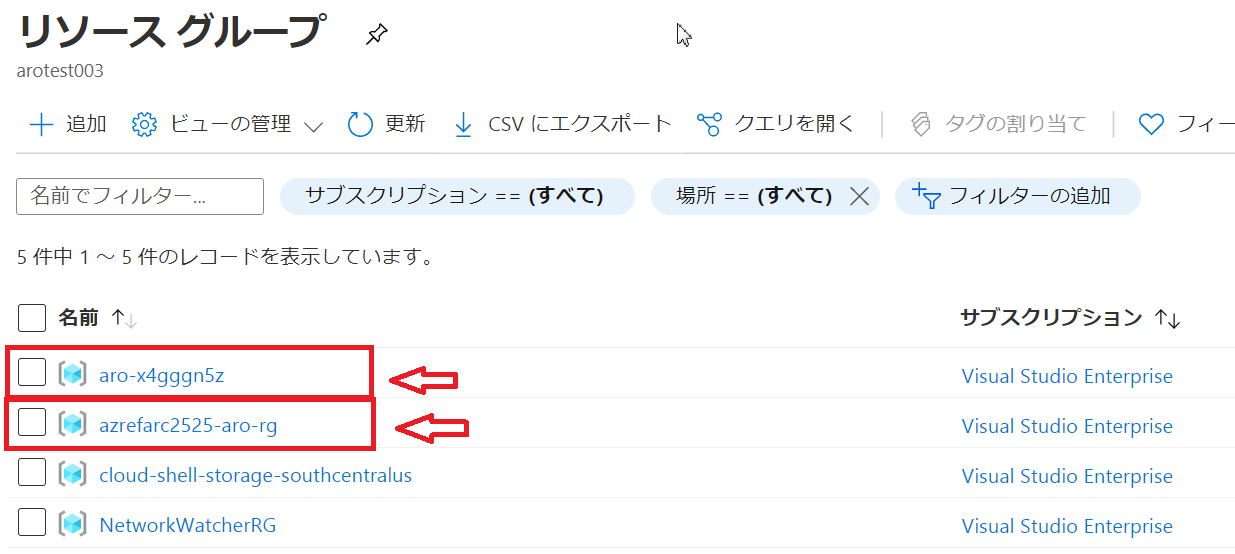 リソース グループ
arotest003
追加 ビューの管理 更新 CSV にエクスポート クエリを開く タグの割り当て フィー
名前でフィルター... サブスクリプション == (すべて) 場所 == (すべて) フィルターの追加
5 件中 1 ～ 5 件のレコードを表示しています。
名前 サブスクリプション
aro-x4gggn5z Visual Studio Enterprise
azrefarc2525-aro-rg Visual Studio Enterprise
cloud-shell-storage-southcentralus Visual Studio Enterprise
NetworkWatcherRG Visual Studio Enterprise